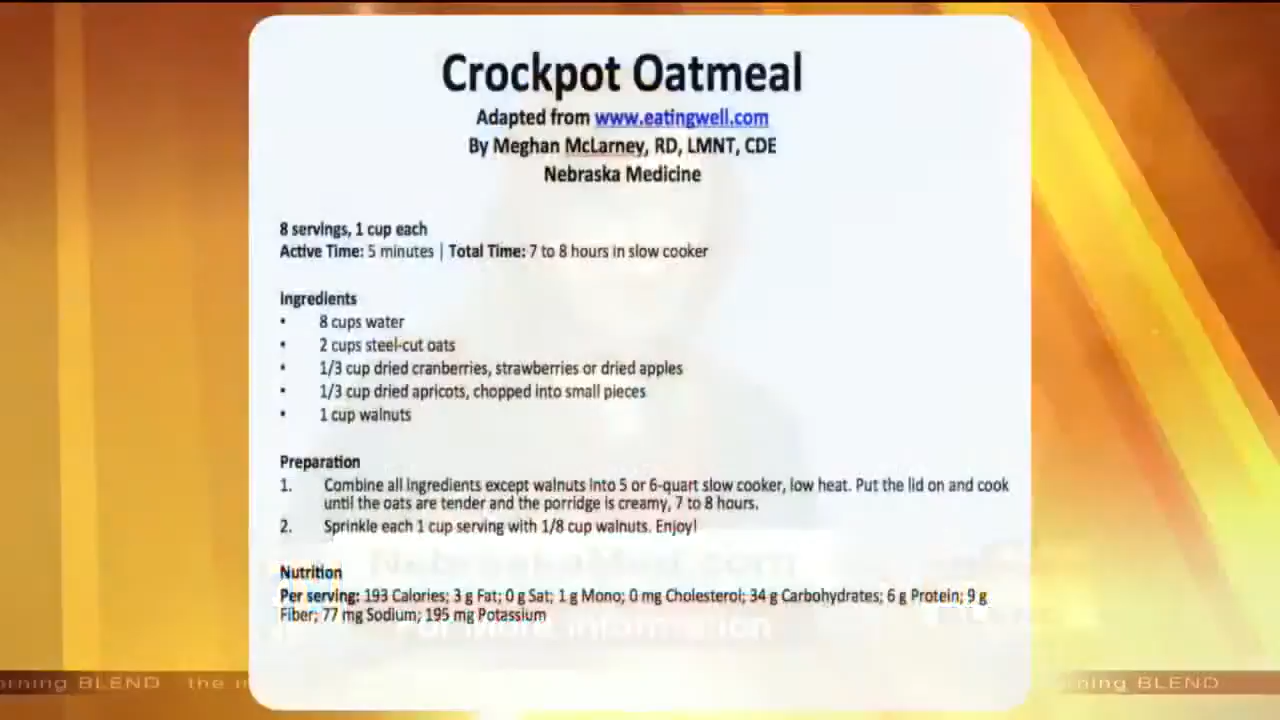 Crockpot Oatmeal
Adapted from www.eatingwell.com
By Meghan McLarney, RD, LMNT, CDE
Nebraska Medicine
8 servings, 1 cup each
Active Time: 5 minutes | Total Time: 7 to 8 hours in slow cooker
Ingredients
• 8 cups water
• 2 cups steel-cut oats
• 1/3 cup dried cranberries, strawberries or dried apples
• 1/3 cup dried apricots, chopped into small pieces
• 1 cup walnuts
Preparation
1. Combine all ingredients except walnuts into 5 or 6-quart slow cooker, low heat. Put the lid on and cook
until the oats are tender and the porridge is creamy, 7 to 8 hours.
2. Sprinkle each 1 cup serving with 1/8 cup walnuts. Enjoy!
NebraskaMed.com
Nutrition
Per serving: 193 Calories; 3 g Fat; 0 g Sat; 1 g Mono; 0 mg Cholesterol; 34 g Carbohydrates; 6 g Protein; 9 g
Fiber; 77 mg Sodium; 195 mg Potassium
For More Information
BLEND the
BLEND